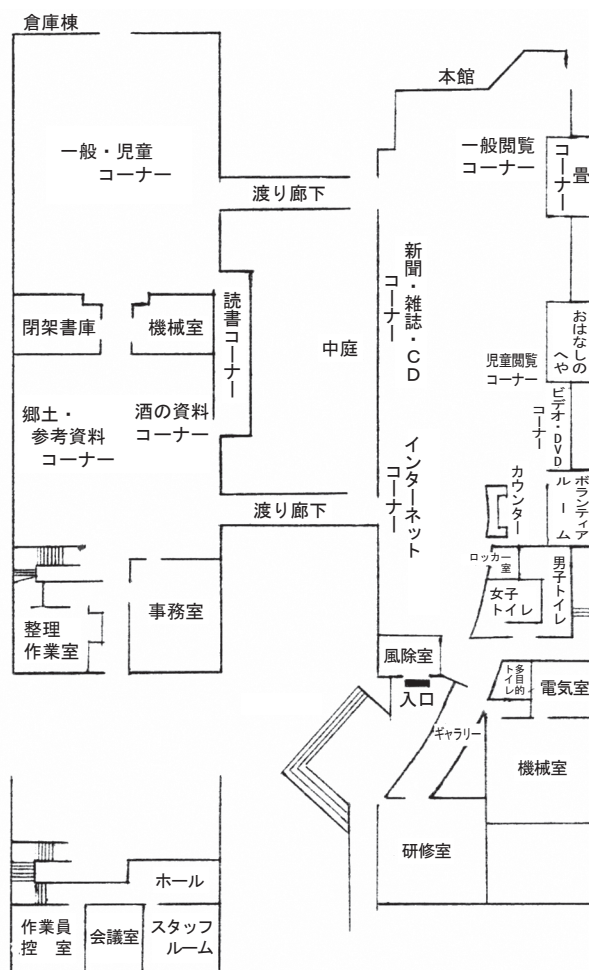 倉庫棟
本館
一般・児童
コーナー
一般閲覧
コーナー
畳
コーナー
渡り廊下
新聞・雑誌・CD
コーナー
読書コーナー
閉架書庫
機械室
中庭
おはなしの
へや
児童閲覧
コーナー
郷土・
参考資料
コーナー
酒の資料
コーナー
ビデオ・DVD
コーナー
インターネット
コーナー
カウンター
ボランティア
ルーム
渡り廊下
ロッカー
室
男子トイレ
女子
トイレ
事務室
整理
作業室
風除室
入口
多目的
トイレ
電気室
ギャラリー
機械室
研修室
ホール
作業員
控室
会議室
スタッフ
ルーム